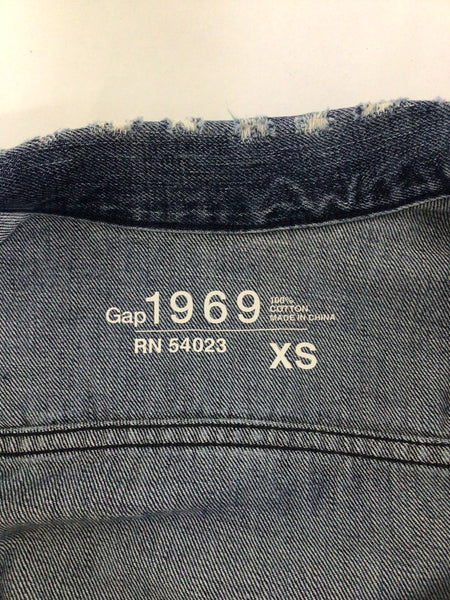 Gap 1969 100%
COTTON
MADE IN CHINA
RN 54023 XS